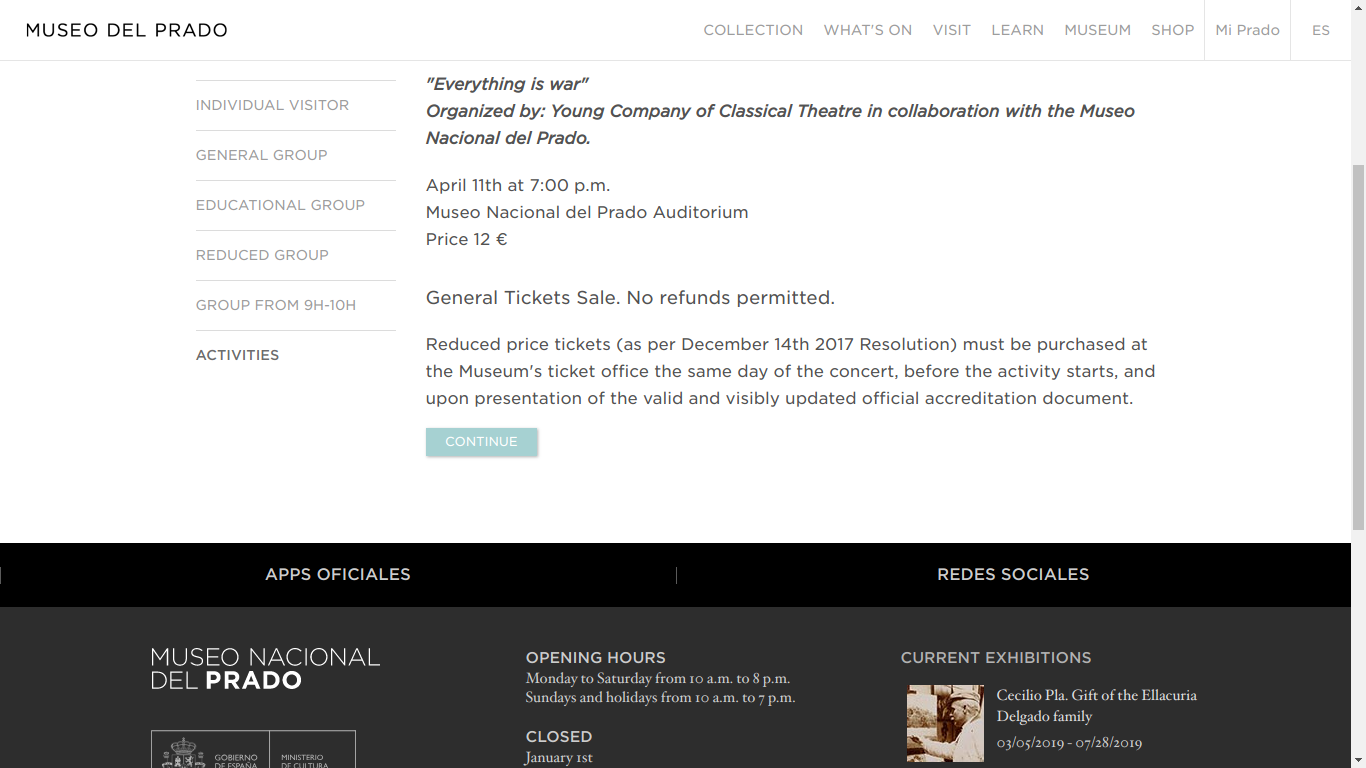 MUSEO DEL PRADO
COLLECTION WHAT'S ON VISIT LEARN MUSEUM SHOP Mi Prado ES
INDIVIDUAL VISITOR
GENERAL GROUP
EDUCATIONAL GROUP
REDUCED GROUP
GROUP FROM 9H-10H
ACTIVITIES
"Everything is war"
Organized by: Young Company of Classical Theatre in collaboration with the Museo
Nacional del Prado.
April 11th at 7:00 p.m.
Museo Nacional del Prado Auditorium
Price 12 €
General Tickets Sale. No refunds permitted.
Reduced price tickets (as per December 14th 2017 Resolution) must be purchased at
the Museum's ticket office the same day of the concert, before the activity starts, and
upon presentation of the valid and visibly updated official accreditation document.
CONTINUE
APPS OFICIALES
REDES SOCIALES
MUSEO NACIONAL
DEL PRADO
GOBIERNO
DE ESPAÑA
MINISTERIO
DE CULTURA
OPENING HOURS
Monday to Saturday from 10 a.m. to 8 p.m.
Sundays and holidays from 10 a.m. to 7 p.m.
CLOSED
January 1st
CURRENT EXHIBITIONS
Cecilio Pla. Gift of the Ellacuria
Delgado family
03/05/2019 - 07/28/2019